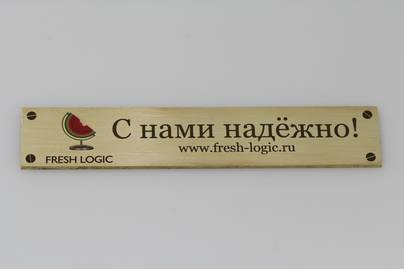 С нами надёжно!
www.fresh-logic.ru
FRESH LOGIC